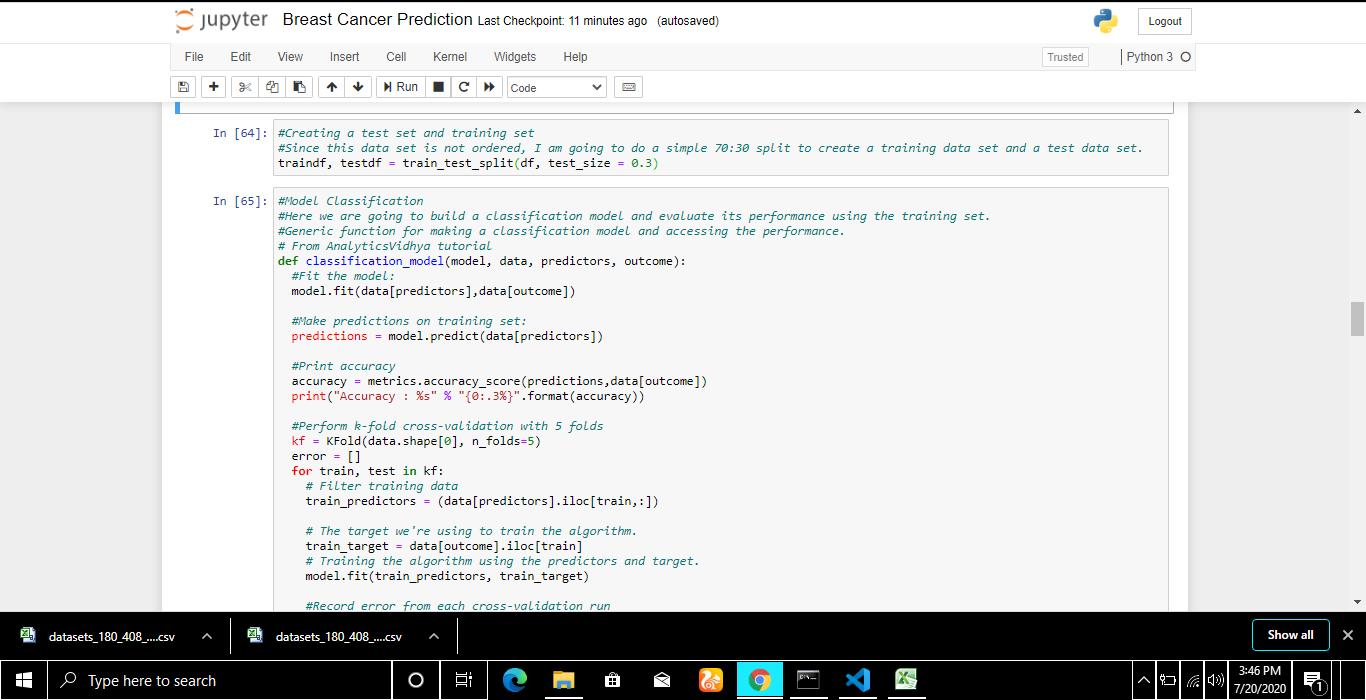 jupyter Breast Cancer Prediction Last Checkpoint: 11 minutes ago (autosaved) Logout
File Edit View Insert Cell Kernel Widgets Help Trusted Python 3
Run Code
In [64]: #Creating a test set and training set
#Since this data set is not ordered, I am going to do a simple 70:30 split to create a training data set and a test data set.
traindf, testdf = train_test_split(df, test_size = 0.3)
In [65]: #Model Classification
#Here we are going to build a classification model and evaluate its performance using the training set.
#Generic function for making a classification model and accessing the performance.
# From AnalyticsVidhya tutorial
def classification_model(model, data, predictors, outcome):
#Fit the model:
model.fit(data[predictors],data[outcome])
#Make predictions on training set:
predictions = model.predict(data[predictors])
#Print accuracy
accuracy = metrics.accuracy_score(predictions,data[outcome])
print("Accuracy : %s" % "{0:.3%}".format(accuracy))
#Perform k-fold cross-validation with 5 folds
kf = KFold(data.shape[0], n_folds=5)
error = []
for train, test in kf:
# Filter training data
train_predictors = (data[predictors].iloc[train,:])
# The target we're using to train the algorithm.
train_target = data[outcome].iloc[train]
# Training the algorithm using the predictors and target.
model.fit(train_predictors, train_target)
#Record error from each cross-validation run
datasets_180_408_....csv datasets_180_408_....csv Show all
Type here to search
3:46 PM
7/20/2020
1